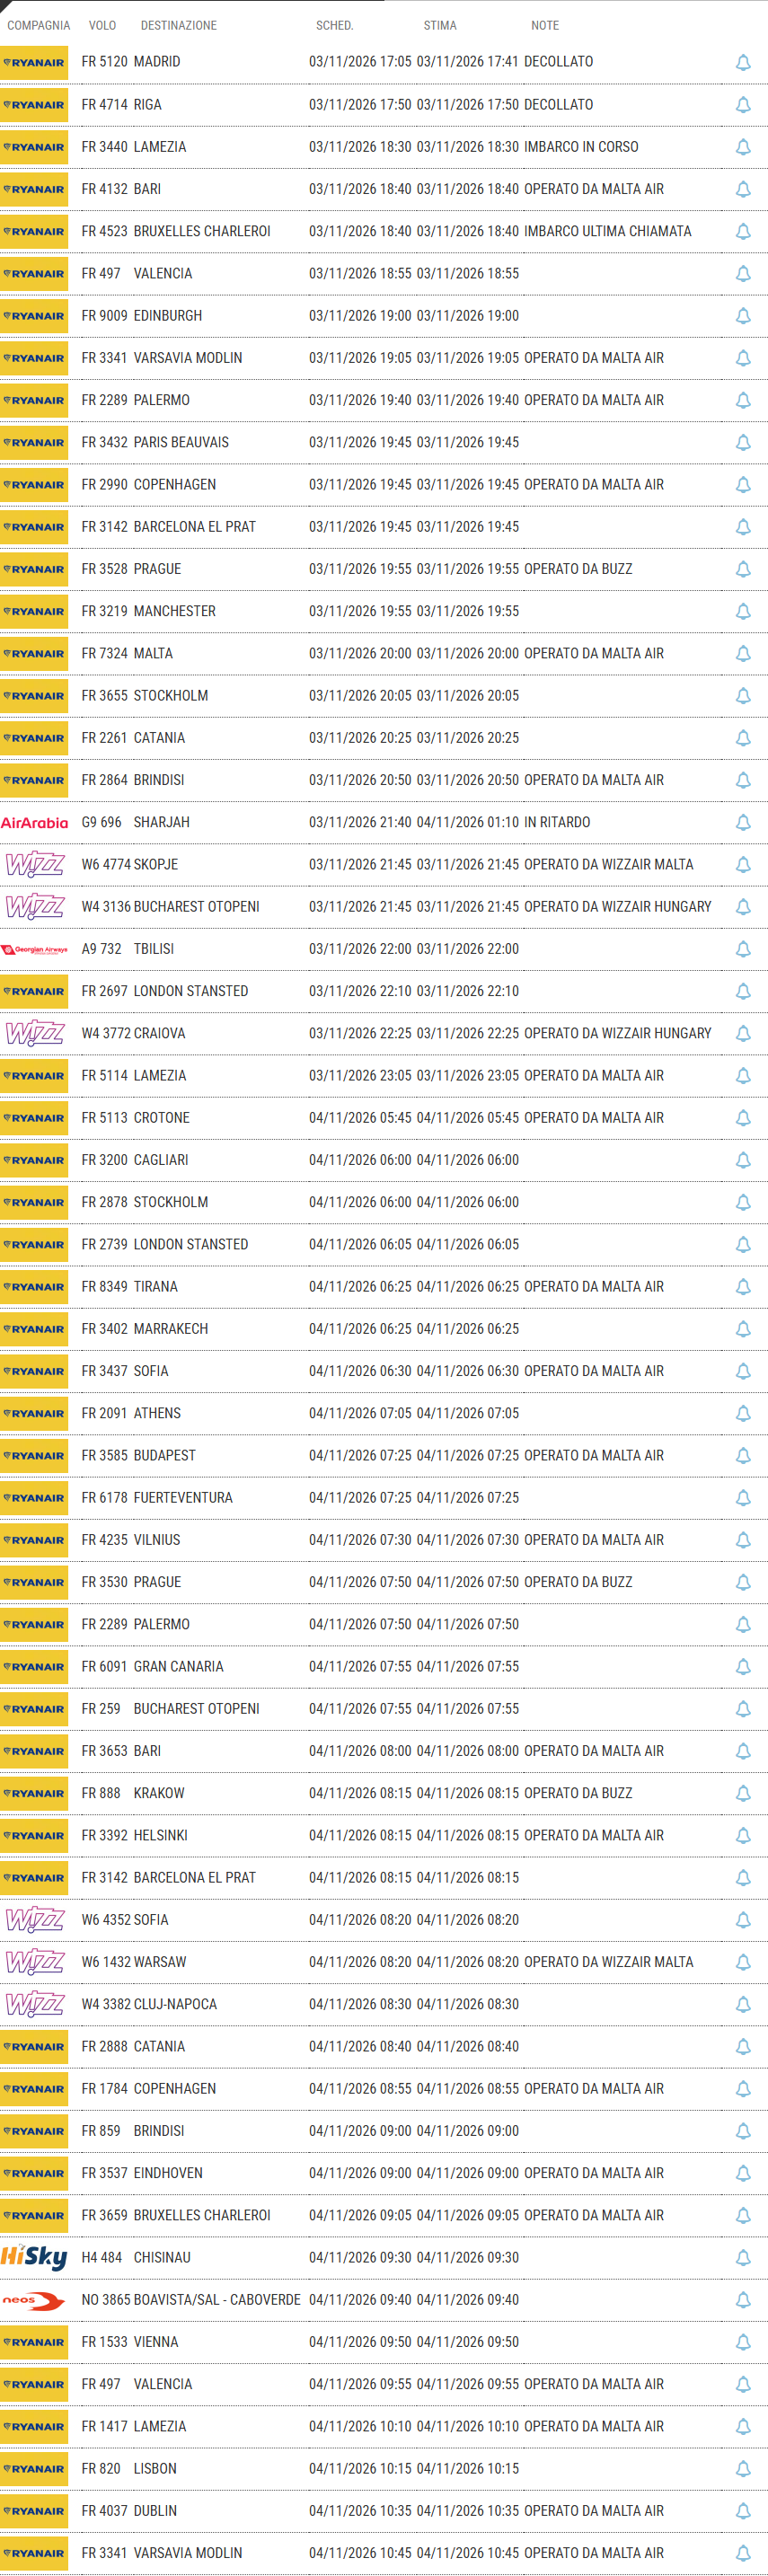 COMPAGNIA VOLO DESTINAZIONE SCHED. STIMA NOTE
RYANAIR FR 5120 MADRID 03/11/2026 17:05 03/11/2026 17:41 DECOLLATO
RYANAIR FR 4714 RIGA 03/11/2026 17:50 03/11/2026 17:50 DECOLLATO
RYANAIR FR 3440 LAMEZIA 03/11/2026 18:30 03/11/2026 18:30 IMBARCO IN CORSO
RYANAIR FR 4132 BARI 03/11/2026 18:40 03/11/2026 18:40 OPERATO DA MALTA AIR
RYANAIR FR 4523 BRUXELLES CHARLEROI 03/11/2026 18:40 03/11/2026 18:40 IMBARCO ULTIMA CHIAMATA
RYANAIR FR 497 VALENCIA 03/11/2026 18:55 03/11/2026 18:55
RYANAIR FR 9009 EDINBURGH 03/11/2026 19:00 03/11/2026 19:00
RYANAIR FR 3341 VARSAVIA MODLIN 03/11/2026 19:05 03/11/2026 19:05 OPERATO DA MALTA AIR
RYANAIR FR 2289 PALERMO 03/11/2026 19:40 03/11/2026 19:40 OPERATO DA MALTA AIR
RYANAIR FR 3432 PARIS BEAUVAIS 03/11/2026 19:45 03/11/2026 19:45
RYANAIR FR 2990 COPENHAGEN 03/11/2026 19:45 03/11/2026 19:45 OPERATO DA MALTA AIR
RYANAIR FR 3142 BARCELONA EL PRAT 03/11/2026 19:45 03/11/2026 19:45
RYANAIR FR 3528 PRAGUE 03/11/2026 19:55 03/11/2026 19:55 OPERATO DA BUZZ
RYANAIR FR 3219 MANCHESTER 03/11/2026 19:55 03/11/2026 19:55
RYANAIR FR 7324 MALTA 03/11/2026 20:00 03/11/2026 20:00 OPERATO DA MALTA AIR
RYANAIR FR 3655 STOCKHOLM 03/11/2026 20:05 03/11/2026 20:05
RYANAIR FR 2261 CATANIA 03/11/2026 20:25 03/11/2026 20:25
RYANAIR FR 2864 BRINDISI 03/11/2026 20:50 03/11/2026 20:50 OPERATO DA MALTA AIR
AirArabia G9 696 SHARJAH 03/11/2026 21:40 04/11/2026 01:10 IN RITARDO
WIZZ W6 4774 SKOPJE 03/11/2026 21:45 03/11/2026 21:45 OPERATO DA WIZZAIR MALTA
WIZZ W4 3136 BUCHAREST OTOPENI 03/11/2026 21:45 03/11/2026 21:45 OPERATO DA WIZZAIR HUNGARY
Georgian Airways A9 732 TBILISI 03/11/2026 22:00 03/11/2026 22:00
RYANAIR FR 2697 LONDON STANSTED 03/11/2026 22:10 03/11/2026 22:10
WIZZ W4 3772 CRAIOVA 03/11/2026 22:25 03/11/2026 22:25 OPERATO DA WIZZAIR HUNGARY
RYANAIR FR 5114 LAMEZIA 03/11/2026 23:05 03/11/2026 23:05 OPERATO DA MALTA AIR
RYANAIR FR 5113 CROTONE 04/11/2026 05:45 04/11/2026 05:45 OPERATO DA MALTA AIR
RYANAIR FR 3200 CAGLIARI 04/11/2026 06:00 04/11/2026 06:00
RYANAIR FR 2878 STOCKHOLM 04/11/2026 06:00 04/11/2026 06:00
RYANAIR FR 2739 LONDON STANSTED 04/11/2026 06:05 04/11/2026 06:05
RYANAIR FR 8349 TIRANA 04/11/2026 06:25 04/11/2026 06:25 OPERATO DA MALTA AIR
RYANAIR FR 3402 MARRAKECH 04/11/2026 06:25 04/11/2026 06:25
RYANAIR FR 3437 SOFIA 04/11/2026 06:30 04/11/2026 06:30 OPERATO DA MALTA AIR
RYANAIR FR 2091 ATHENS 04/11/2026 07:05 04/11/2026 07:05
RYANAIR FR 3585 BUDAPEST 04/11/2026 07:25 04/11/2026 07:25 OPERATO DA MALTA AIR
RYANAIR FR 6178 FUERTEVENTURA 04/11/2026 07:25 04/11/2026 07:25
RYANAIR FR 4235 VILNIUS 04/11/2026 07:30 04/11/2026 07:30 OPERATO DA MALTA AIR
RYANAIR FR 3530 PRAGUE 04/11/2026 07:50 04/11/2026 07:50 OPERATO DA BUZZ
RYANAIR FR 2289 PALERMO 04/11/2026 07:50 04/11/2026 07:50
RYANAIR FR 6091 GRAN CANARIA 04/11/2026 07:55 04/11/2026 07:55
RYANAIR FR 259 BUCHAREST OTOPENI 04/11/2026 07:55 04/11/2026 07:55
RYANAIR FR 3653 BARI 04/11/2026 08:00 04/11/2026 08:00 OPERATO DA MALTA AIR
RYANAIR FR 888 KRAKOW 04/11/2026 08:15 04/11/2026 08:15 OPERATO DA BUZZ
RYANAIR FR 3392 HELSINKI 04/11/2026 08:15 04/11/2026 08:15 OPERATO DA MALTA AIR
RYANAIR FR 3142 BARCELONA EL PRAT 04/11/2026 08:15 04/11/2026 08:15
WIZZ W6 4352 SOFIA 04/11/2026 08:20 04/11/2026 08:20
WIZZ W6 1432 WARSAW 04/11/2026 08:20 04/11/2026 08:20 OPERATO DA WIZZAIR MALTA
WIZZ W4 3382 CLUJ-NAPOCA 04/11/2026 08:30 04/11/2026 08:30
RYANAIR FR 2888 CATANIA 04/11/2026 08:40 04/11/2026 08:40
RYANAIR FR 1784 COPENHAGEN 04/11/2026 08:55 04/11/2026 08:55 OPERATO DA MALTA AIR
RYANAIR FR 859 BRINDISI 04/11/2026 09:00 04/11/2026 09:00
RYANAIR FR 3537 EINDHOVEN 04/11/2026 09:00 04/11/2026 09:00 OPERATO DA MALTA AIR
RYANAIR FR 3659 BRUXELLES CHARLEROI 04/11/2026 09:05 04/11/2026 09:05 OPERATO DA MALTA AIR
HiSky H4 484 CHISINAU 04/11/2026 09:30 04/11/2026 09:30
neos NO 3865 BOAVISTA/SAL - CABOVERDE 04/11/2026 09:40 04/11/2026 09:40
RYANAIR FR 1533 VIENNA 04/11/2026 09:50 04/11/2026 09:50
RYANAIR FR 497 VALENCIA 04/11/2026 09:55 04/11/2026 09:55 OPERATO DA MALTA AIR
RYANAIR FR 1417 LAMEZIA 04/11/2026 10:10 04/11/2026 10:10 OPERATO DA MALTA AIR
RYANAIR FR 820 LISBON 04/11/2026 10:15 04/11/2026 10:15
RYANAIR FR 4037 DUBLIN 04/11/2026 10:35 04/11/2026 10:35 OPERATO DA MALTA AIR
RYANAIR FR 3341 VARSAVIA MODLIN 04/11/2026 10:45 04/11/2026 10:45 OPERATO DA MALTA AIR